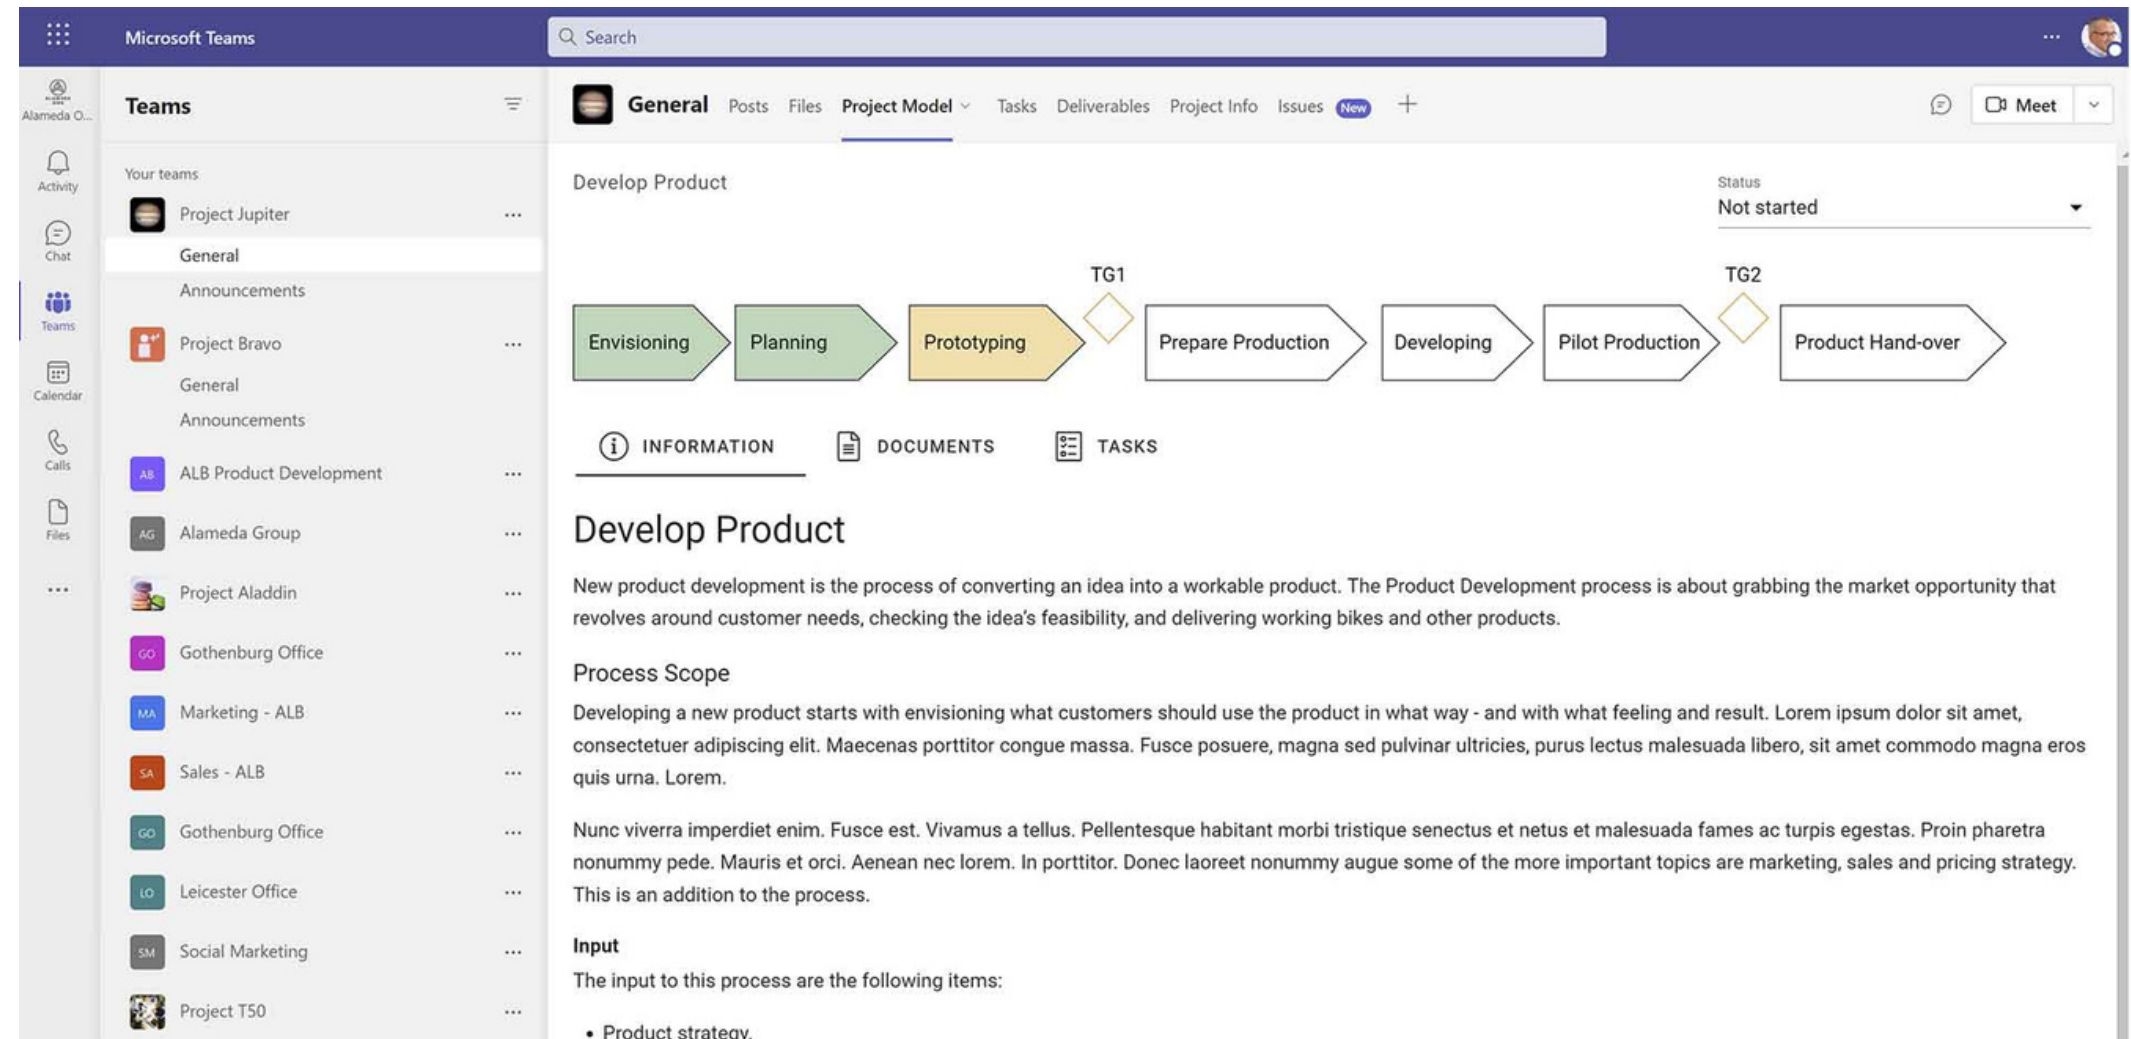 Microsoft Teams
Search
Alameda O...
Activity
Chat
Teams
Calendar
Calls
Files
Teams
Your teams
Project Jupiter
General
Announcements
Project Bravo
General
Announcements
AB ALB Product Development
AG Alameda Group
Project Aladdin
GO Gothenburg Office
MA Marketing - ALB
SA Sales - ALB
GO Gothenburg Office
LO Leicester Office
SM Social Marketing
Project T50
General Posts Files Project Model Tasks Deliverables Project Info Issues New
Meet
Develop Product
Status
Not started
TG1 TG2
Envisioning Planning Prototyping Prepare Production Developing Pilot Production Product Hand-over
INFORMATION DOCUMENTS TASKS
Develop Product
New product development is the process of converting an idea into a workable product. The Product Development process is about grabbing the market opportunity that
revolves around customer needs, checking the idea’s feasibility, and delivering working bikes and other products.
Process Scope
Developing a new product starts with envisioning what customers should use the product in what way - and with what feeling and result. Lorem ipsum dolor sit amet,
consectetuer adipiscing elit. Maecenas porttitor congue massa. Fusce posuere, magna sed pulvinar ultricies, purus lectus malesuada libero, sit amet commodo magna eros
quis urna. Lorem.
Nunc viverra imperdiet enim. Fusce est. Vivamus a tellus. Pellentesque habitant morbi tristique senectus et netus et malesuada fames ac turpis egestas. Proin pharetra
nonummy pede. Mauris et orci. Aenean nec lorem. In porttitor. Donec laoreet nonummy augue some of the more important topics are marketing, sales and pricing strategy.
This is an addition to the process.
Input
The input to this process are the following items:
• Product strategy.